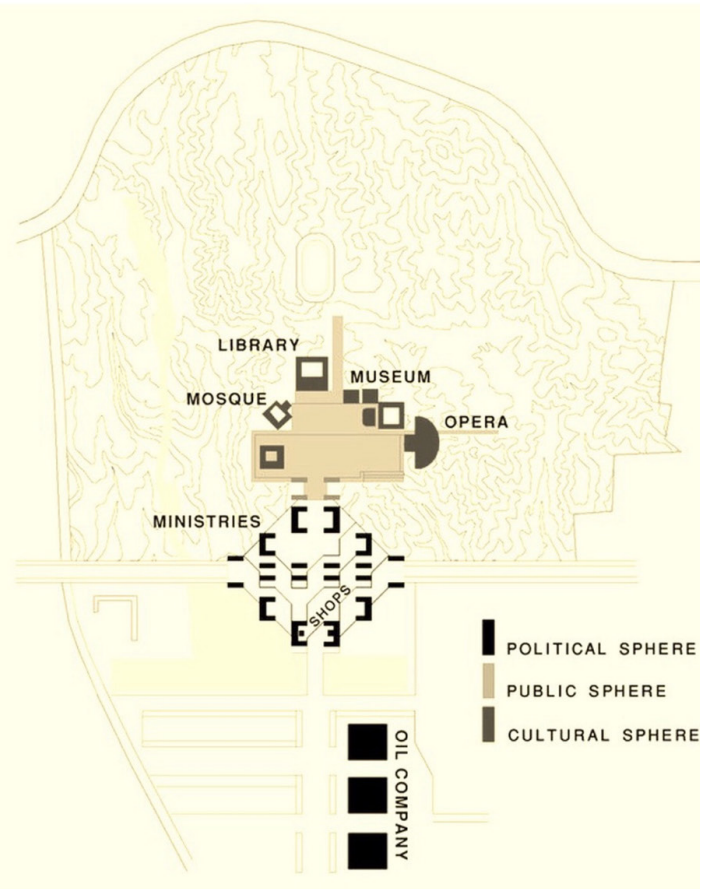 LIBRARY
MUSEUM
MOSQUE
OPERA
MINISTRIES
SHOPS
POLITICAL SPHERE
PUBLIC SPHERE
CULTURAL SPHERE
OIL COMPANY